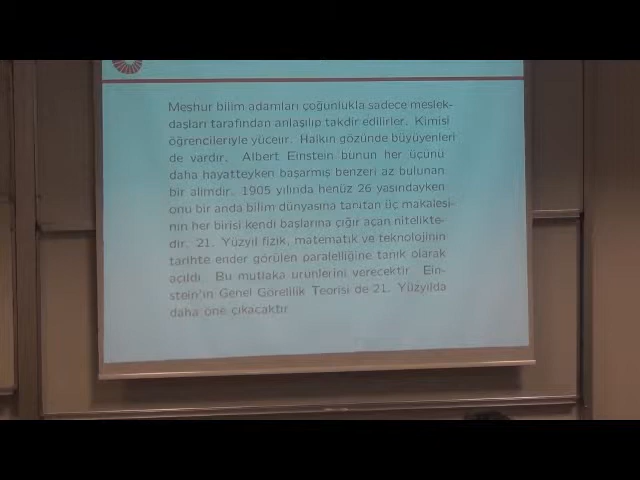 Meşhur bilim adamları çoğunlukla sadece meslek-
daşları tarafından anlaşılıp takdir edilirler. Kimisi
öğrencileriyle yücelir. Halkın gözünde büyüyenleri
de vardır. Albert Einstein bunun her üçünü
daha hayatteyken başarmış benzeri az bulunan
bir alimdir. 1905 yılında henüz 26 yaşındayken
onu bir anda bilim dünyasına tanıtan üç makalesi-
nin her birisi kendi başlarına çığır açan nitelikte-
dir. 21. Yüzyıl fizik, matematik ve teknolojinin
tarihte ender görülen paralelliğine tanık olarak
açıldı. Bu mutlaka ürünlerini verecektir. Ein-
stein'in Genel Görelilik Teorisi de 21. Yüzyılda
daha öne çıkacaktır.